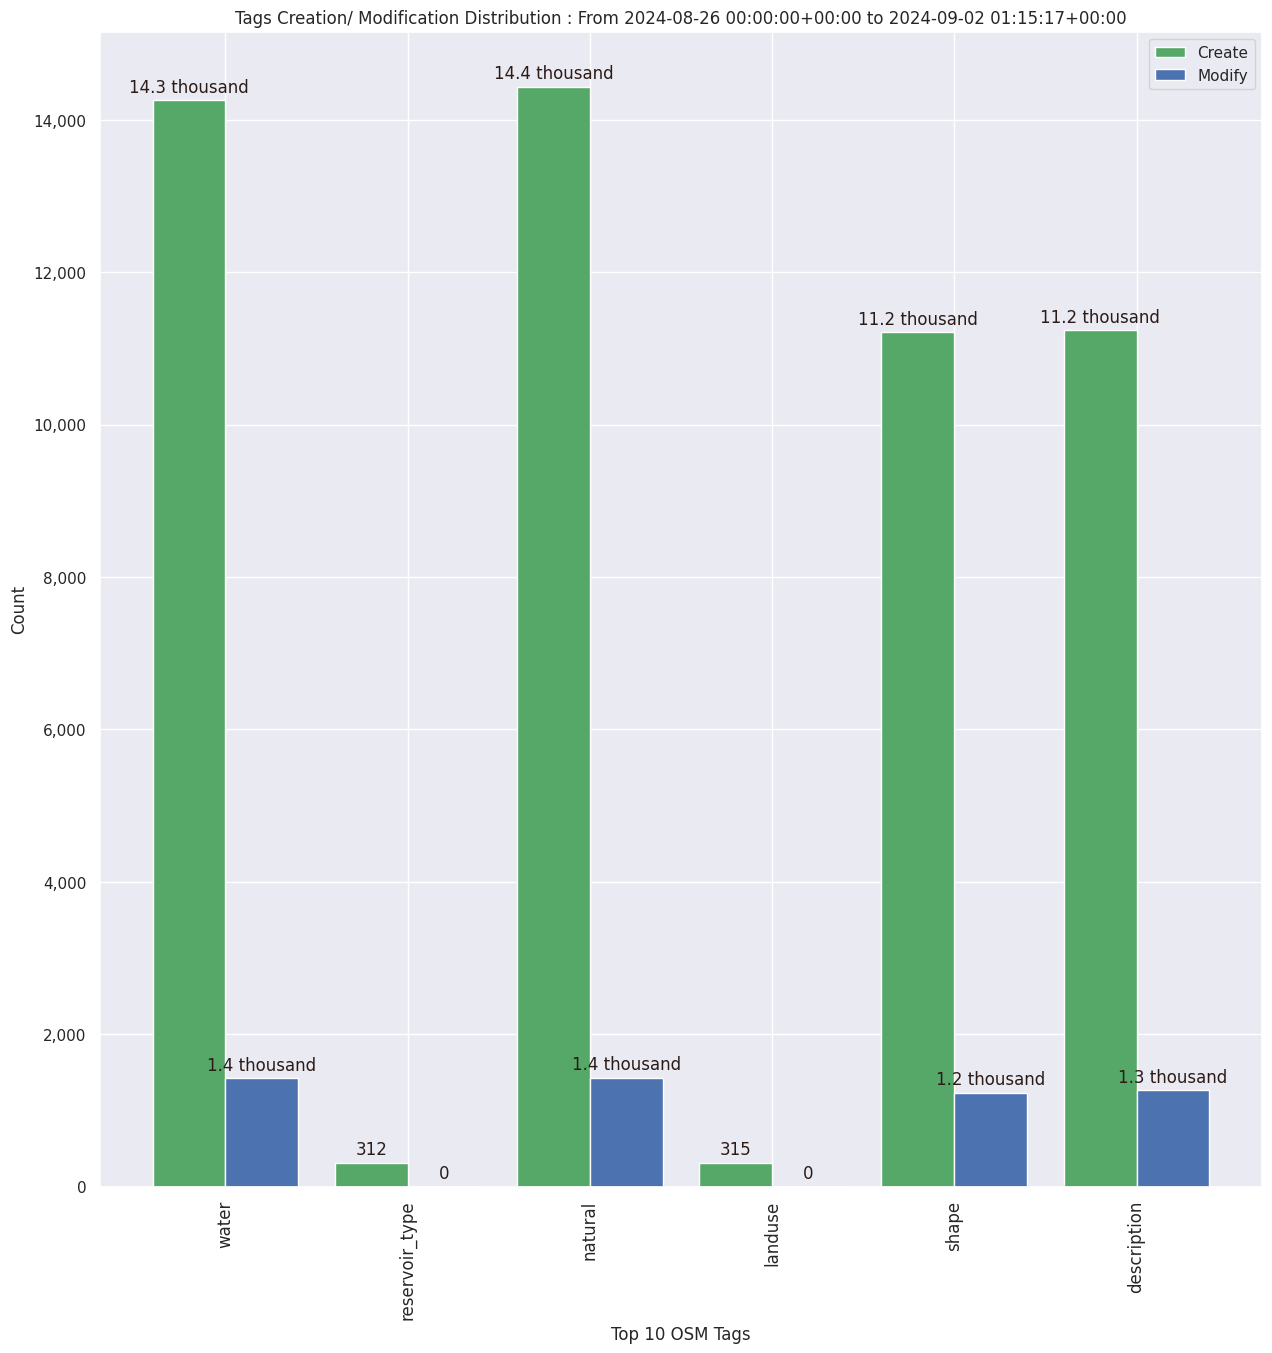 Tags Creation/ Modification Distribution : From 2024-08-26 00:00:00+00:00 to 2024-09-02 01:15:17+00:00
Create
Modify
14.3 thousand
14.4 thousand
11.2 thousand
11.2 thousand
1.4 thousand
1.4 thousand
1.2 thousand
1.3 thousand
312
0
315
0
14,000
12,000
10,000
8,000
6,000
4,000
2,000
0
Count
water
reservoir_type
natural
landuse
shape
description
Top 10 OSM Tags